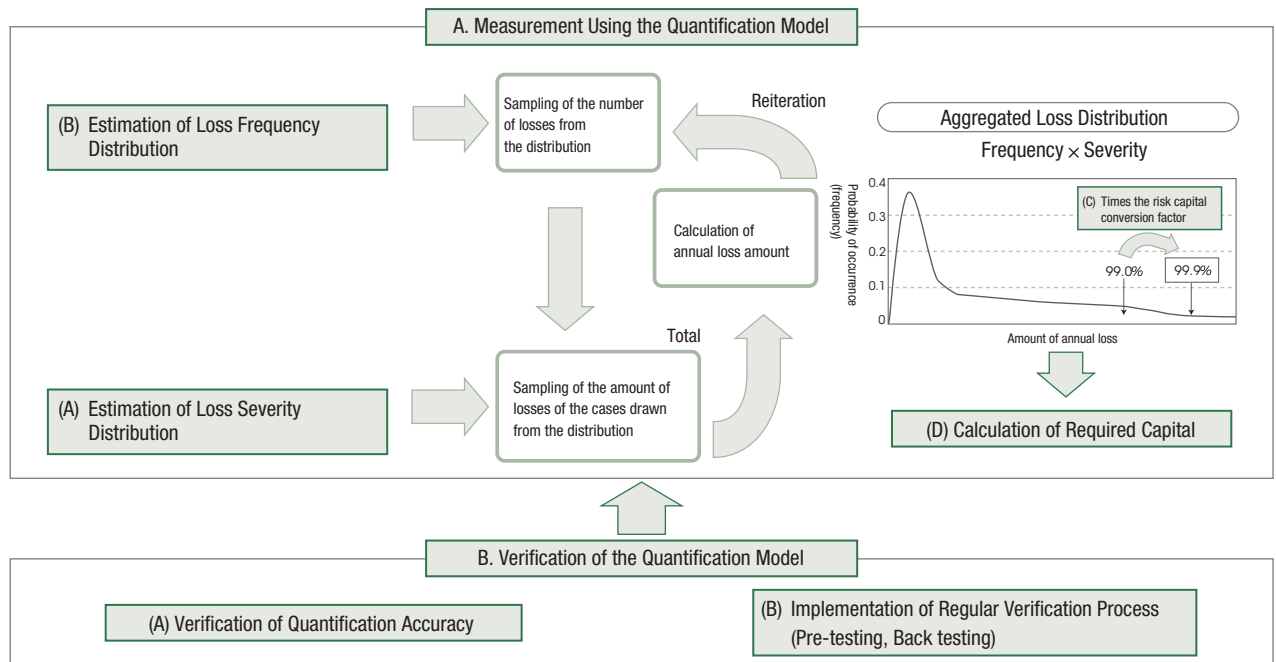 A. Measurement Using the Quantification Model
(B) Estimation of Loss Frequency
Distribution
Sampling of the number
of losses from
the distribution
Reiteration
Calculation of
annual loss amount
Total
(A) Estimation of Loss Severity
Distribution
Sampling of the amount of
losses of the cases drawn
from the distribution
Aggregated Loss Distribution
Frequency × Severity
Probability of occurrence
(frequency)
0.4
0.3
0.2
0.1
0
(C) Times the risk capital
conversion factor
99.0%
99.9%
Amount of annual loss
(D) Calculation of Required Capital
B. Verification of the Quantification Model
(A) Verification of Quantification Accuracy
(B) Implementation of Regular Verification Process
(Pre-testing, Back testing)